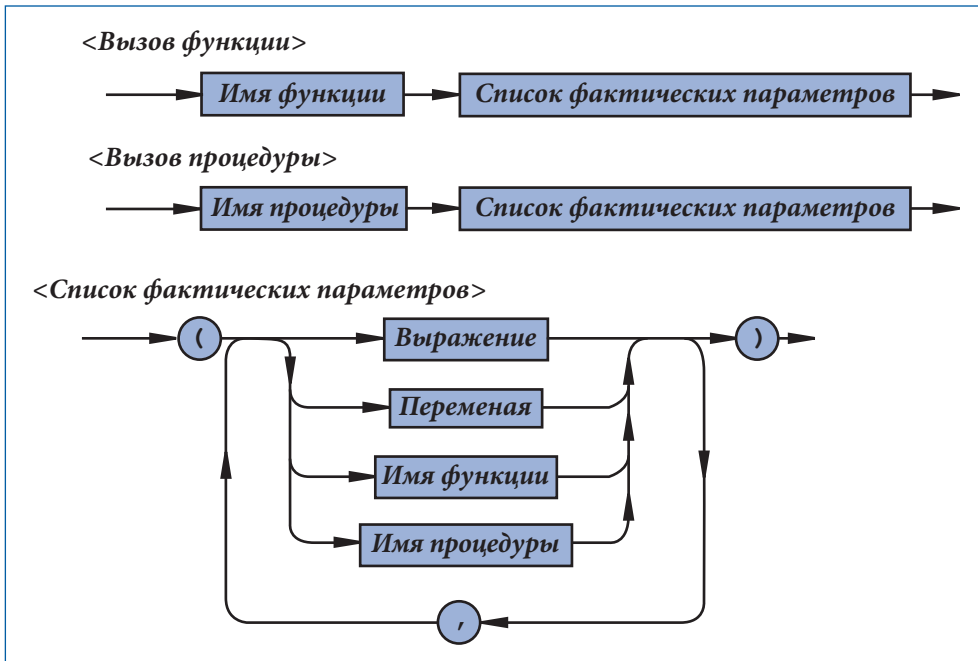 <Вызов функции>
Имя функции Список фактических параметров
<Вызов процедуры>
Имя процедуры Список фактических параметров
<Список фактических параметров>
( Выражение )
Переменая
Имя функции
Имя процедуры
,